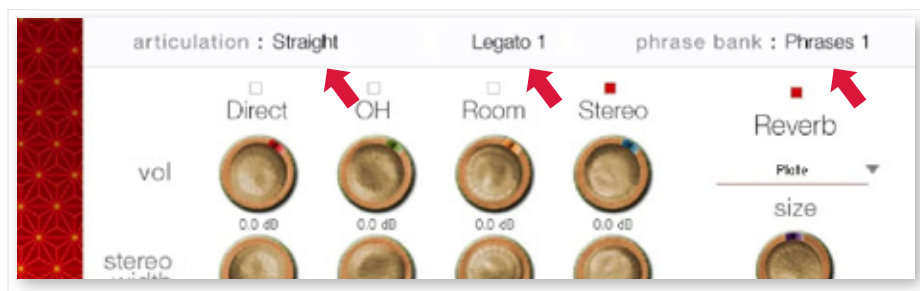 articulation : Straight Legato 1 phrase bank : Phrases 1
Direct OH Room Stereo Reverb
vol Plate
0.0 dB 0.0 dB 0.0 dB 0.0 dB size
stereo
width